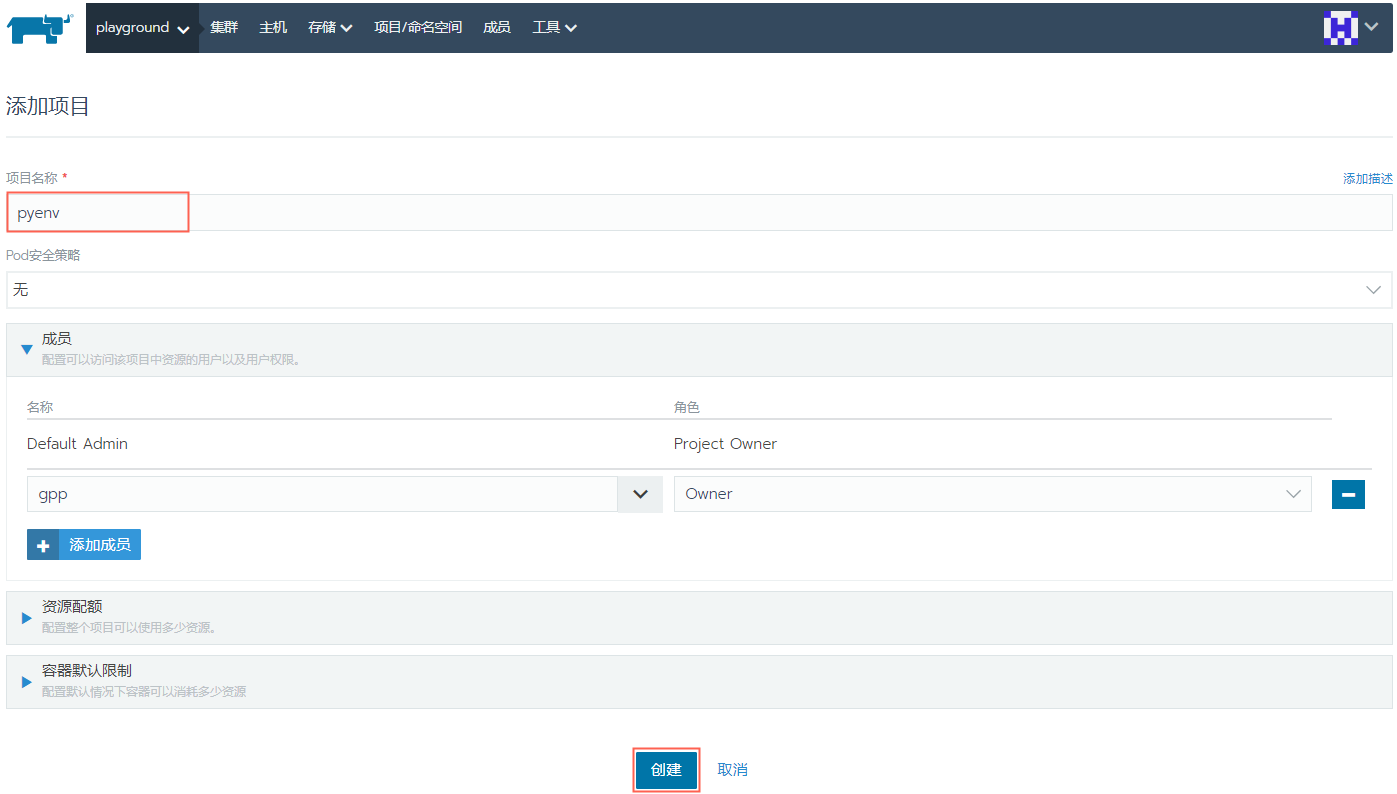 playground 集群 主机 存储 项目/命名空间 成员 工具
添加项目
项目名称 * 添加描述
pyenv
Pod安全策略
无
成员
配置可以访问该项目中资源的用户以及用户权限。
名称 角色
Default Admin Project Owner
gpp Owner
添加成员
资源配额
配置整个项目可以使用多少资源。
容器默认限制
配置默认情况下容器可以消耗多少资源
创建 取消